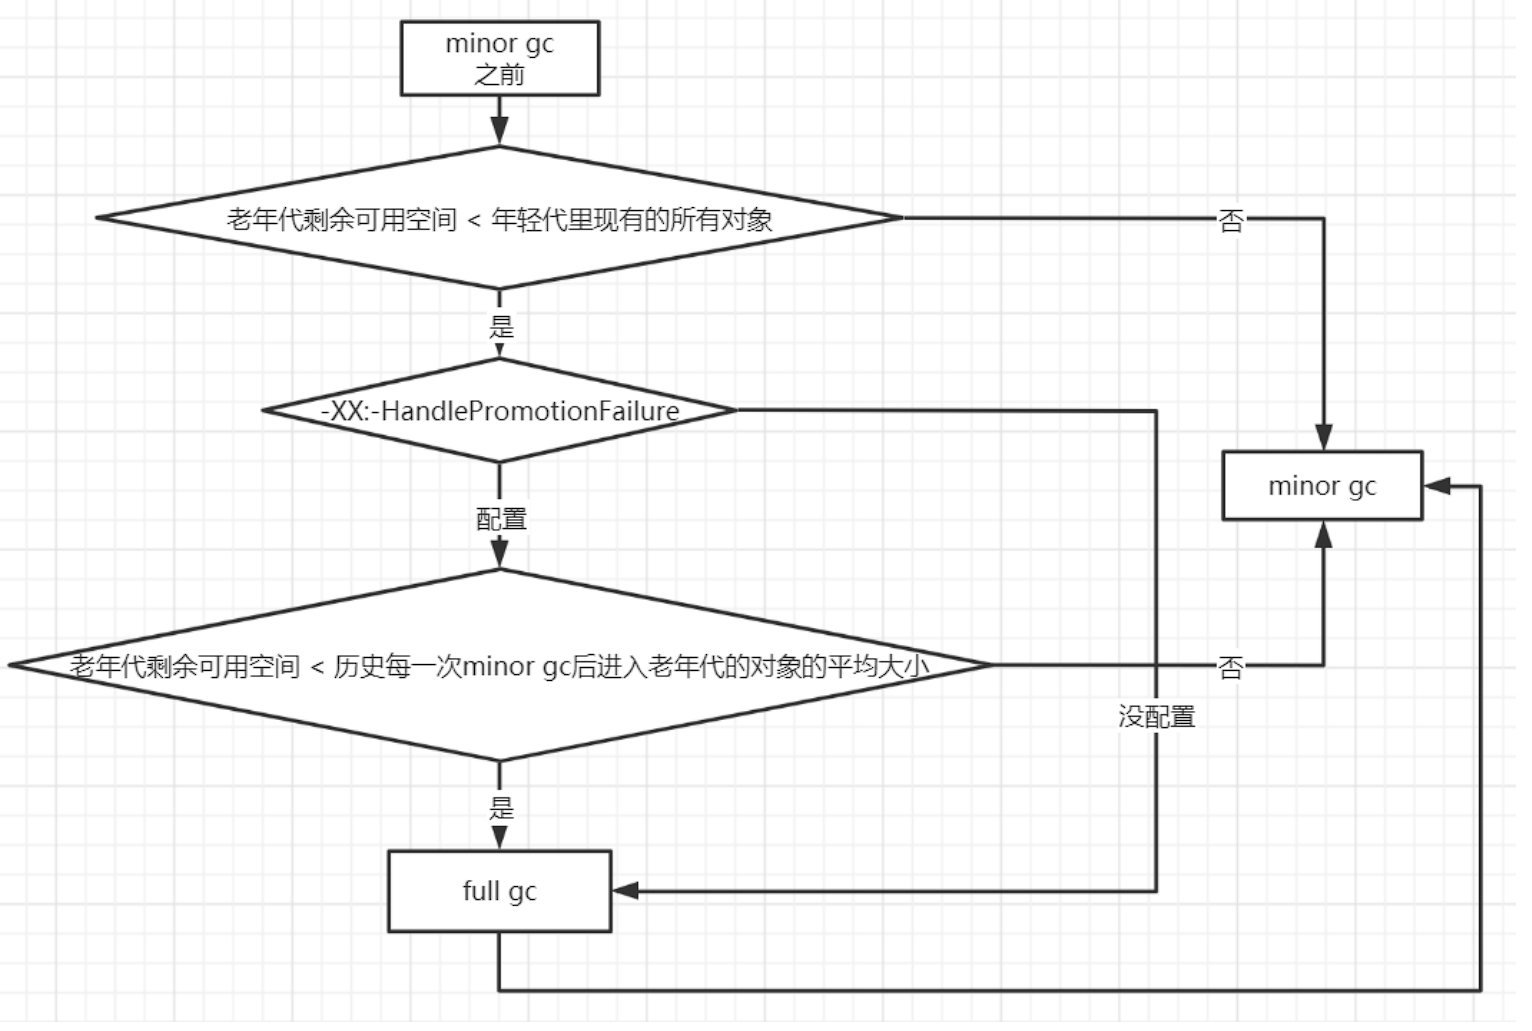 minor gc
之前
老年代剩余可用空间 < 年轻代里现有的所有对象
否
是
-XX:-HandlePromotionFailure
minor gc
配置
老年代剩余可用空间 < 历史每一次minor gc后进入老年代的对象的平均大小
否
没配置
是
full gc